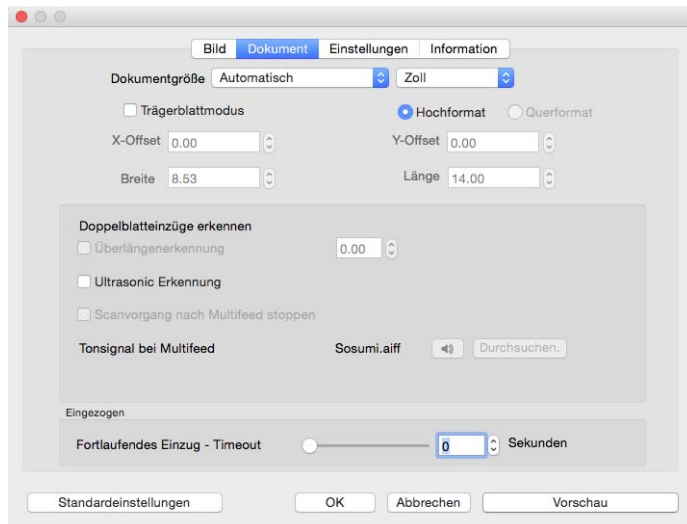 Bild Dokument Einstellungen Information
Dokumentgröße Automatisch Zoll
Trägerblattmodus Hochformat Querformat
X-Offset 0.00 Y-Offset 0.00
Breite 8.53 Länge 14.00
Doppelblatteinzüge erkennen
Überlängenerkennung 0.00
Ultrasonic Erkennung
Scanvorgang nach Multifeed stoppen
Tonsignal bei Multifeed Sosumi.aiff Durchsuchen.
Eingezogen
Fortlaufendes Einzug - Timeout 0 Sekunden
Standardeinstellungen OK Abbrechen Vorschau